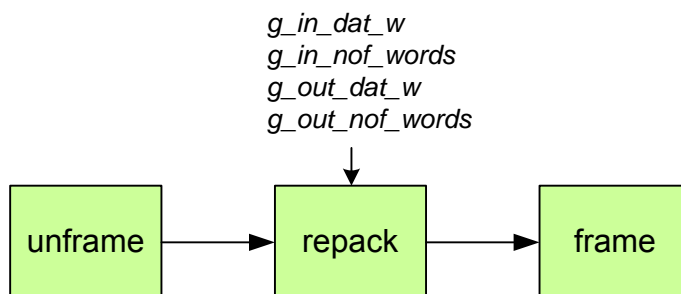 g_in_dat_w
g_in_nof_words
g_out_dat_w
g_out_nof_words
unframe
repack
frame